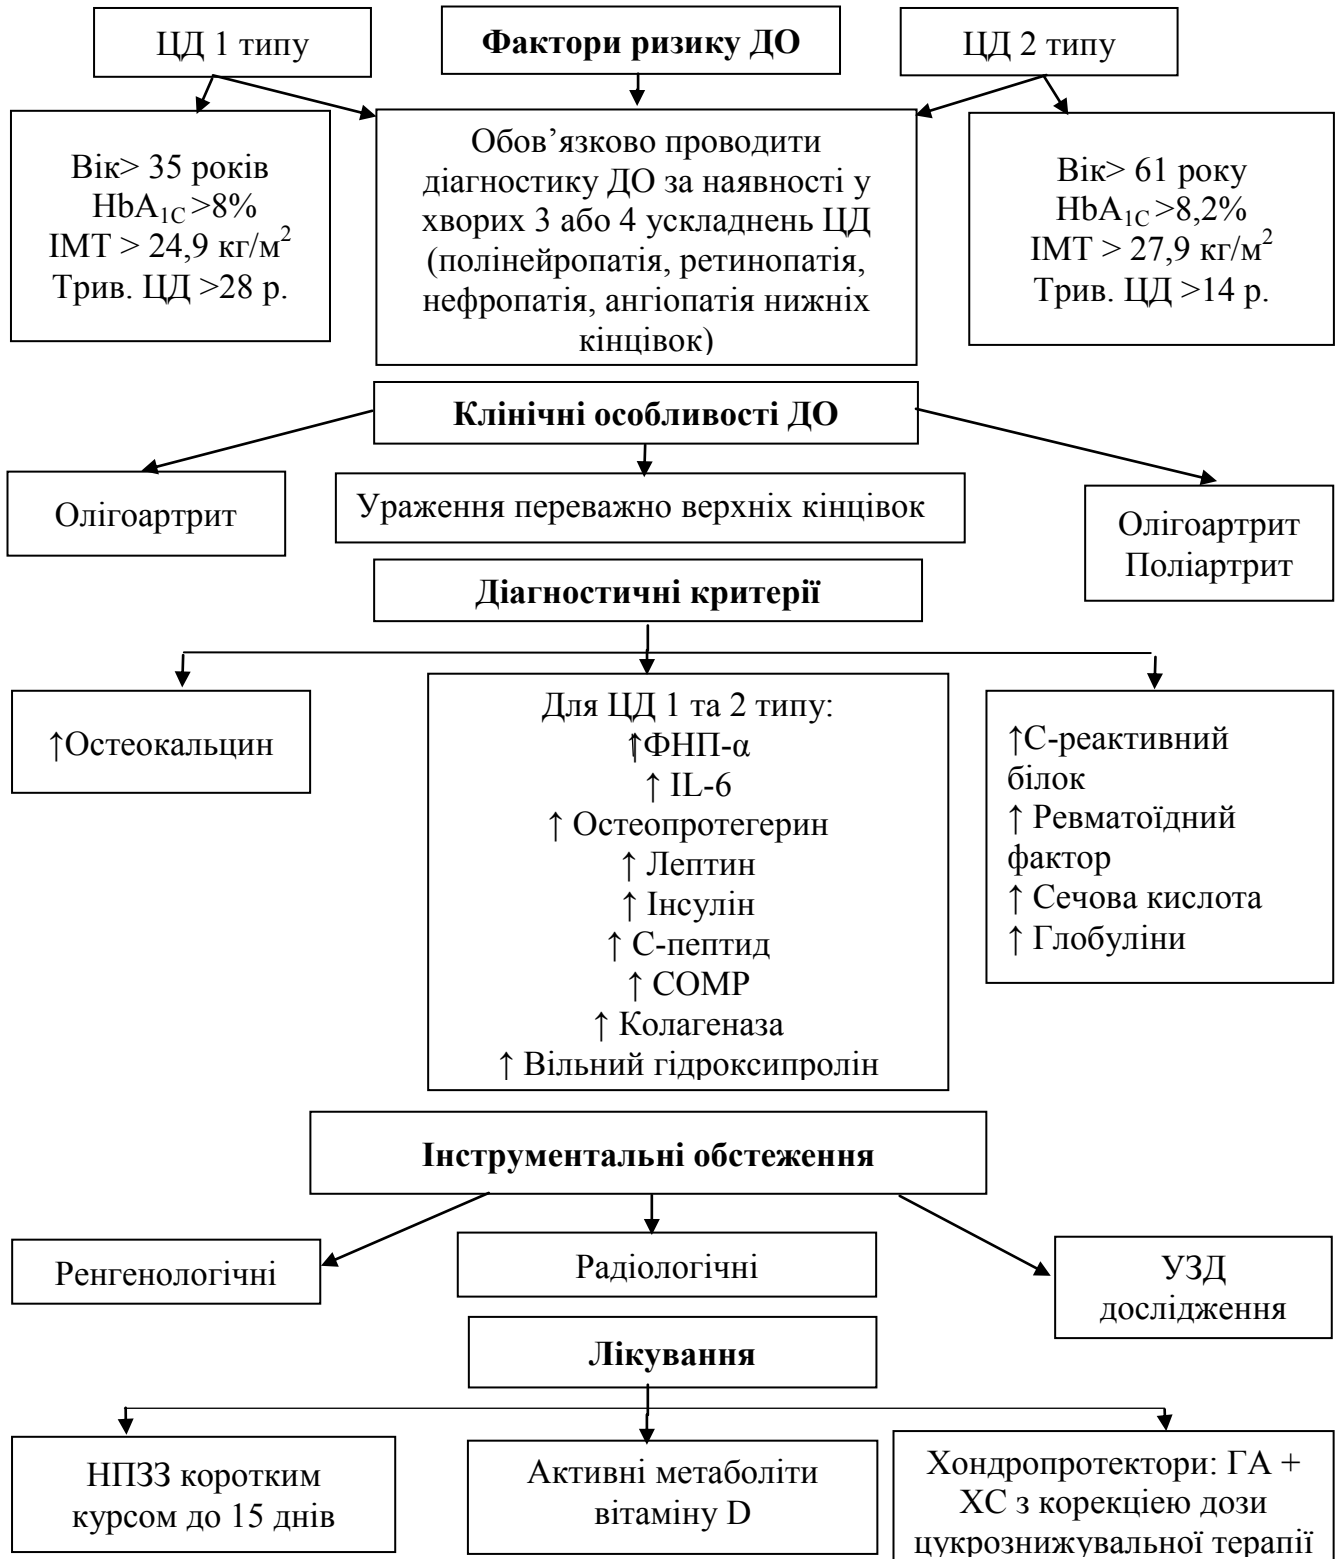 ЦД 1 типу
Фактори ризику ДО
ЦД 2 типу
Вік> 35 років
HbA1C >8%
ІМТ > 24,9 кг/м2
Трив. ЦД >28 р.
Обов’язково проводити
діагностику ДО за наявності у
хворих 3 або 4 ускладнень ЦД
(полінейропатія, ретинопатія,
нефропатія, ангіопатія нижніх
кінцівок)
Вік> 61 року
HbA1C >8,2%
ІМТ > 27,9 кг/м2
Трив. ЦД >14 р.
Клінічні особливості ДО
Олігоартрит
Ураження переважно верхніх кінцівок
Олігоартрит
Поліартрит
Діагностичні критерії
↑Остеокальцин
Для ЦД 1 та 2 типу:
↑ФНП-α
↑ IL-6
↑ Остеопротегерин
↑ Лептин
↑ Інсулін
↑ С-пептид
↑ COMP
↑ Колагеназа
↑ Вільний гідроксипролін
↑С-реактивний
білок
↑ Ревматоїдний
фактор
↑ Сечова кислота
↑ Глобуліни
Інструментальні обстеження
Ренгенологічні
Радіологічні
УЗД
дослідження
Лікування
НПЗЗ коротким
курсом до 15 днів
Активні метаболіти
вітаміну D
Хондропротектори: ГА +
ХС з корекцією дози
цукрознижувальної терапії